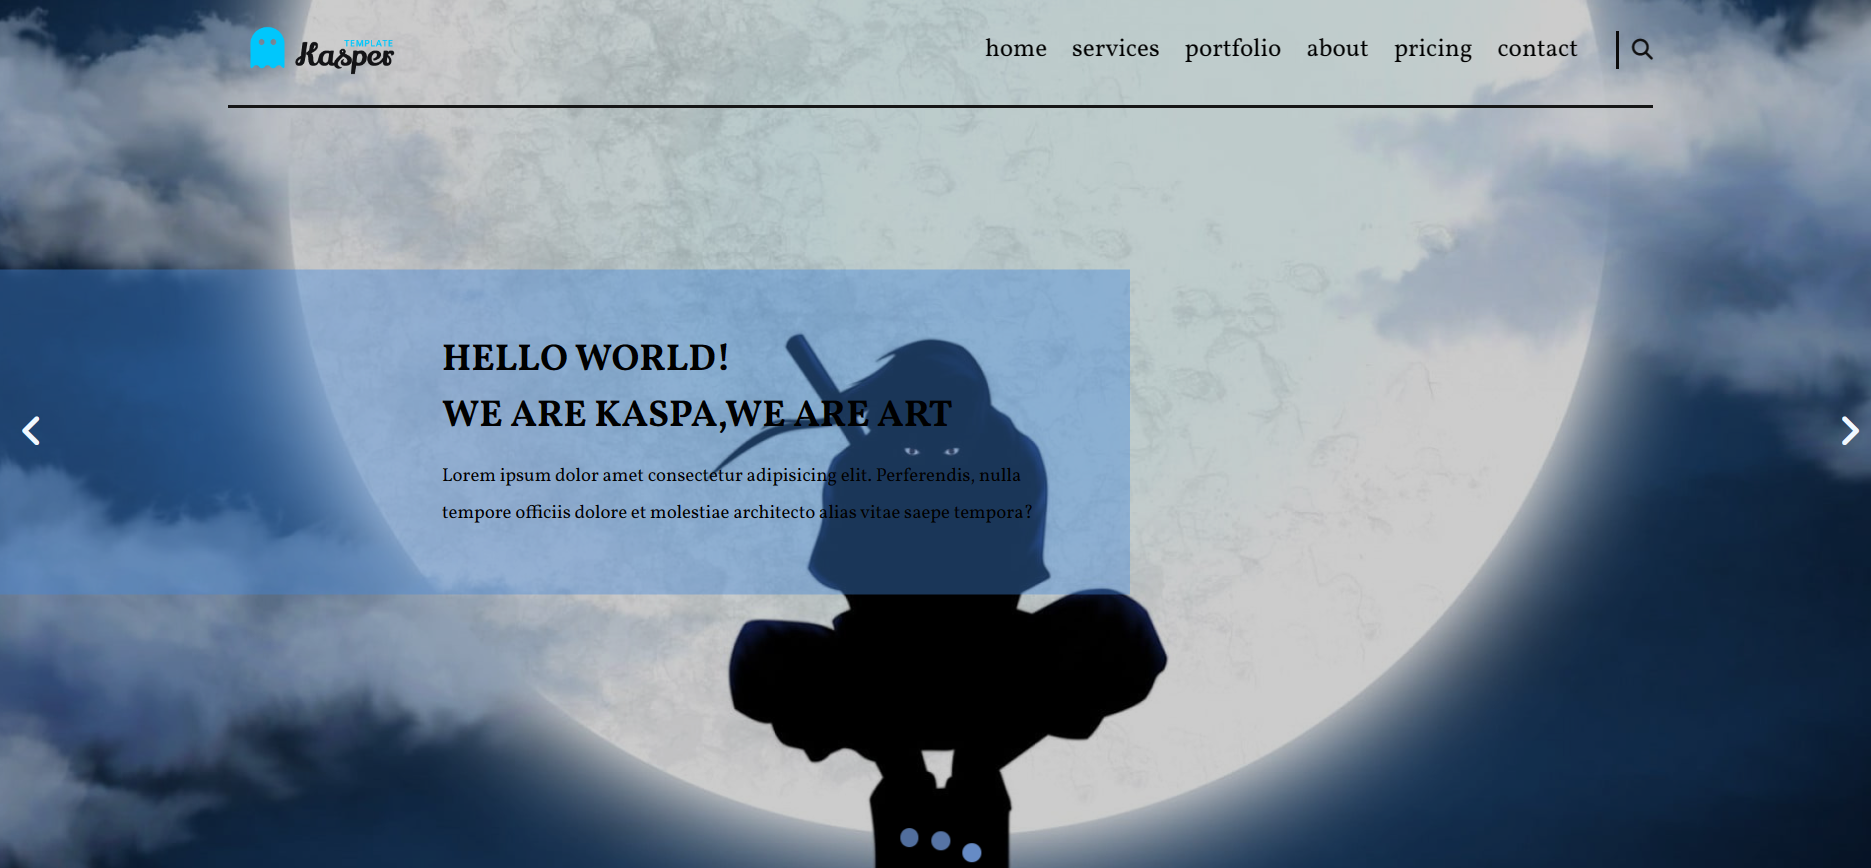 TEMPLATE
Kasper
home services portfolio about pricing contact
HELLO WORLD!
WE ARE KASPA,WE ARE ART
Lorem ipsum dolor amet consectetur adipisicing elit. Perferendis, nulla
tempore officiis dolore et molestiae architecto alias vitae saepe tempora?